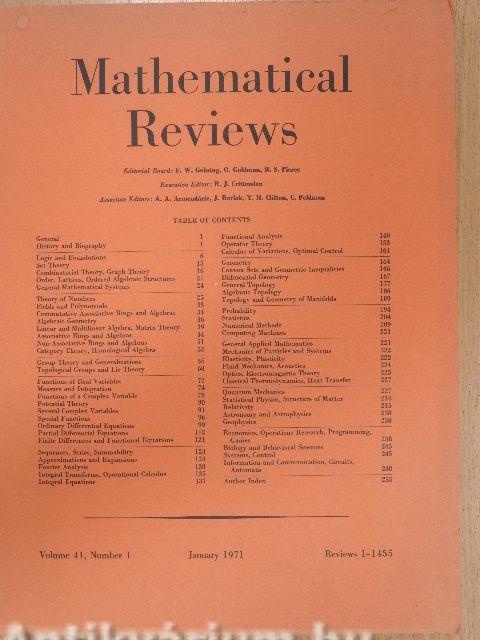 Mathematical
Reviews
Editorial Board: F. W. Gehring, O. Goldman, R. S. Pierce
Executive Editor: R. J. Crittenden
Associate Editors: A. A. Armendáriz, J. Burlak, Y. H. Clifton, C. Feldman
TABLE OF CONTENTS
General 1
History and Biography 1
Logic and Foundations 6
Set Theory 15
Combinatorial Theory, Graph Theory 16
Order, Lattices, Ordered Algebraic Structures 21
General Mathematical Systems 24
Theory of Numbers 25
Fields and Polynomials 33
Commutative Associative Rings and Algebras 34
Algebraic Geometry 36
Linear and Multilinear Algebra, Matrix Theory 39
Associative Rings and Algebras 44
Non-Associative Rings and Algebras 51
Category Theory, Homological Algebra 52
Group Theory and Generalizations 55
Topological Groups and Lie Theory 68
Functions of Real Variables 72
Measure and Integration 74
Functions of a Complex Variable 78
Potential Theory 90
Several Complex Variables 91
Special Functions 96
Ordinary Differential Equations 99
Partial Differential Equations 112
Finite Differences and Functional Equations 121
Sequences, Series, Summability 123
Approximations and Expansions 124
Fourier Analysis 128
Integral Transforms, Operational Calculus 135
Integral Equations 137
Functional Analysis 140
Operator Theory 153
Calculus of Variations, Optimal Control 161
Geometry 164
Convex Sets and Geometric Inequalities 166
Differential Geometry 167
General Topology 177
Algebraic Topology 186
Topology and Geometry of Manifolds 189
Probability 194
Statistics 204
Numerical Methods 209
Computing Machines 221
General Applied Mathematics 221
Mechanics of Particles and Systems 222
Elasticity, Plasticity 222
Fluid Mechanics, Acoustics 224
Optics, Electromagnetic Theory 225
Classical Thermodynamics, Heat Transfer 227
Quantum Mechanics 227
Statistical Physics, Structure of Matter 234
Relativity 235
Astronomy and Astrophysics 238
Geophysics 238
Economics, Operations Research, Programming,
Games 238
Biology and Behavioral Sciences 245
Systems, Control 245
Information and Communication, Circuits,
Automata 248
Author Index 255
Volume 41, Number 1 January 1971 Reviews 1–1455
Antikvárium.hu